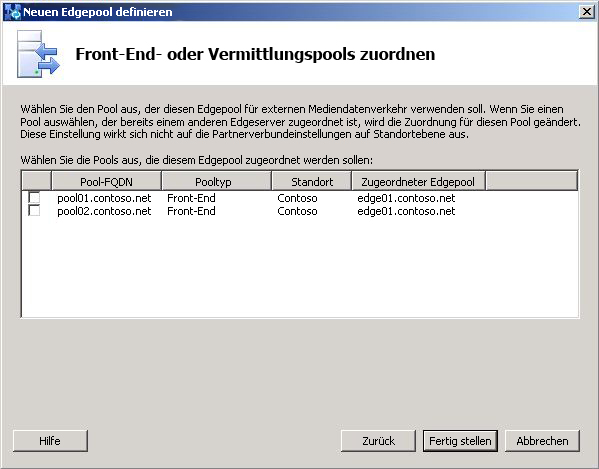 Neuen Edgepool definieren
Front-End- oder Vermittlungspools zuordnen
Wählen Sie den Pool aus, der diesen Edgepool für externen Mediendatenverkehr verwenden soll. Wenn Sie einen
Pool auswählen, der bereits einem anderen Edgeserver zugeordnet ist, wird die Zuordnung für diesen Pool geändert.
Diese Einstellung wirkt sich nicht auf die Partnerverbundeinstellungen auf Standortebene aus.
Wählen Sie die Pools aus, die diesem Edgepool zugeordnet werden sollen:
Pool-FQDN Pooltyp Standort Zugeordneter Edgepool
pool01.contoso.net Front-End Contoso edge01.contoso.net
pool02.contoso.net Front-End Contoso edge01.contoso.net
Hilfe Zurück Fertig stellen Abbrechen